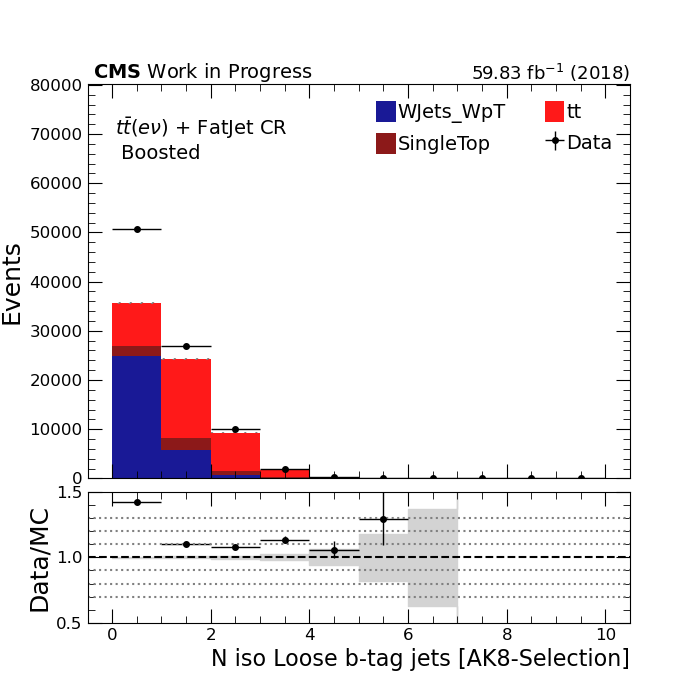 CMS Work in Progress 59.83 fb⁻¹ (2018)
80000
70000
60000
50000
40000
30000
20000
10000
0
Events
tt̄(eν) + FatJet CR
Boosted
WJets_WpT tt
SingleTop Data
1.5
1.0
0.5
Data/MC
0 2 4 6 8 10
N iso Loose b-tag jets [AK8-Selection]